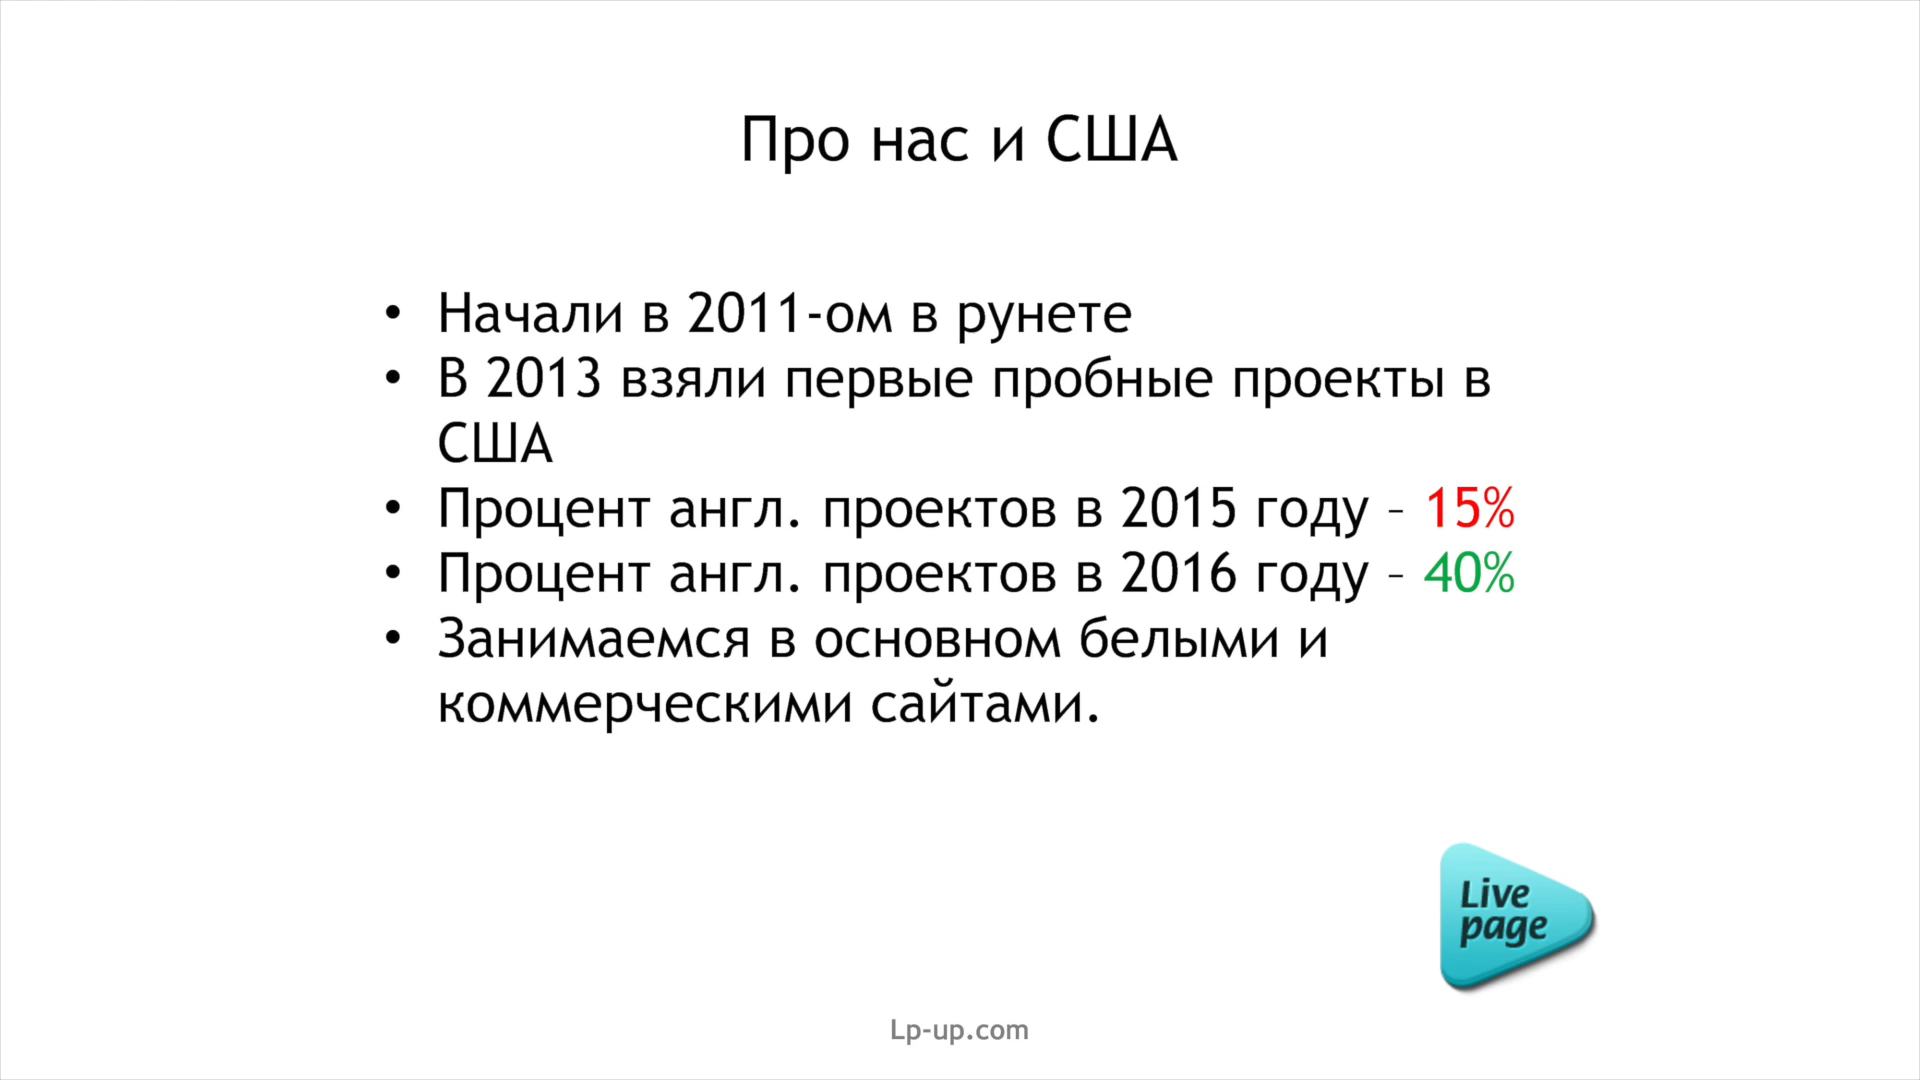 Про нас и США
• Начали в 2011-ом в рунете
• В 2013 взяли первые пробные проекты в
США
• Процент англ. проектов в 2015 году – 15%
• Процент англ. проектов в 2016 году – 40%
• Занимаемся в основном белыми и
коммерческими сайтами.
Live
page
Lp-up.com